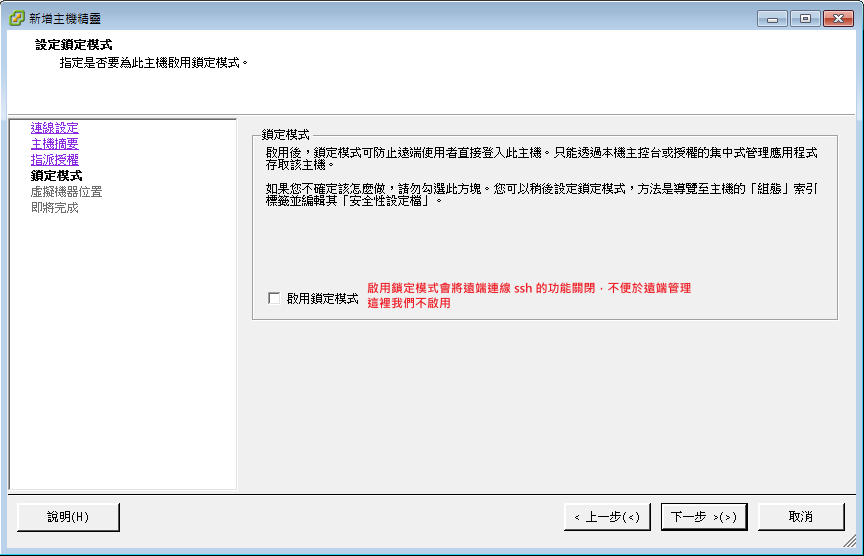 新增主機精靈
設定鎖定模式
指定是否要為此主機啟用鎖定模式。
連線設定
主機摘要
指派授權
鎖定模式
虛擬機器位置
即將完成
鎖定模式
啟用後，鎖定模式可防止遠端使用者直接登入此主機。只能透過本機主控台或授權的集中式管理應用程式
存取該主機。
如果您不確定該怎麼做，請勿勾選此方塊。您可以稍後設定鎖定模式，方法是導覽至主機的「組態」索引
標籤並編輯其「安全性設定檔」。
啟用鎖定模式
啟用鎖定模式會將遠端連線 ssh 的功能關閉．不便於遠端管理
這裡我們不啟用
說明(H)
< 上一步(<)
下一步 >(>)
取消